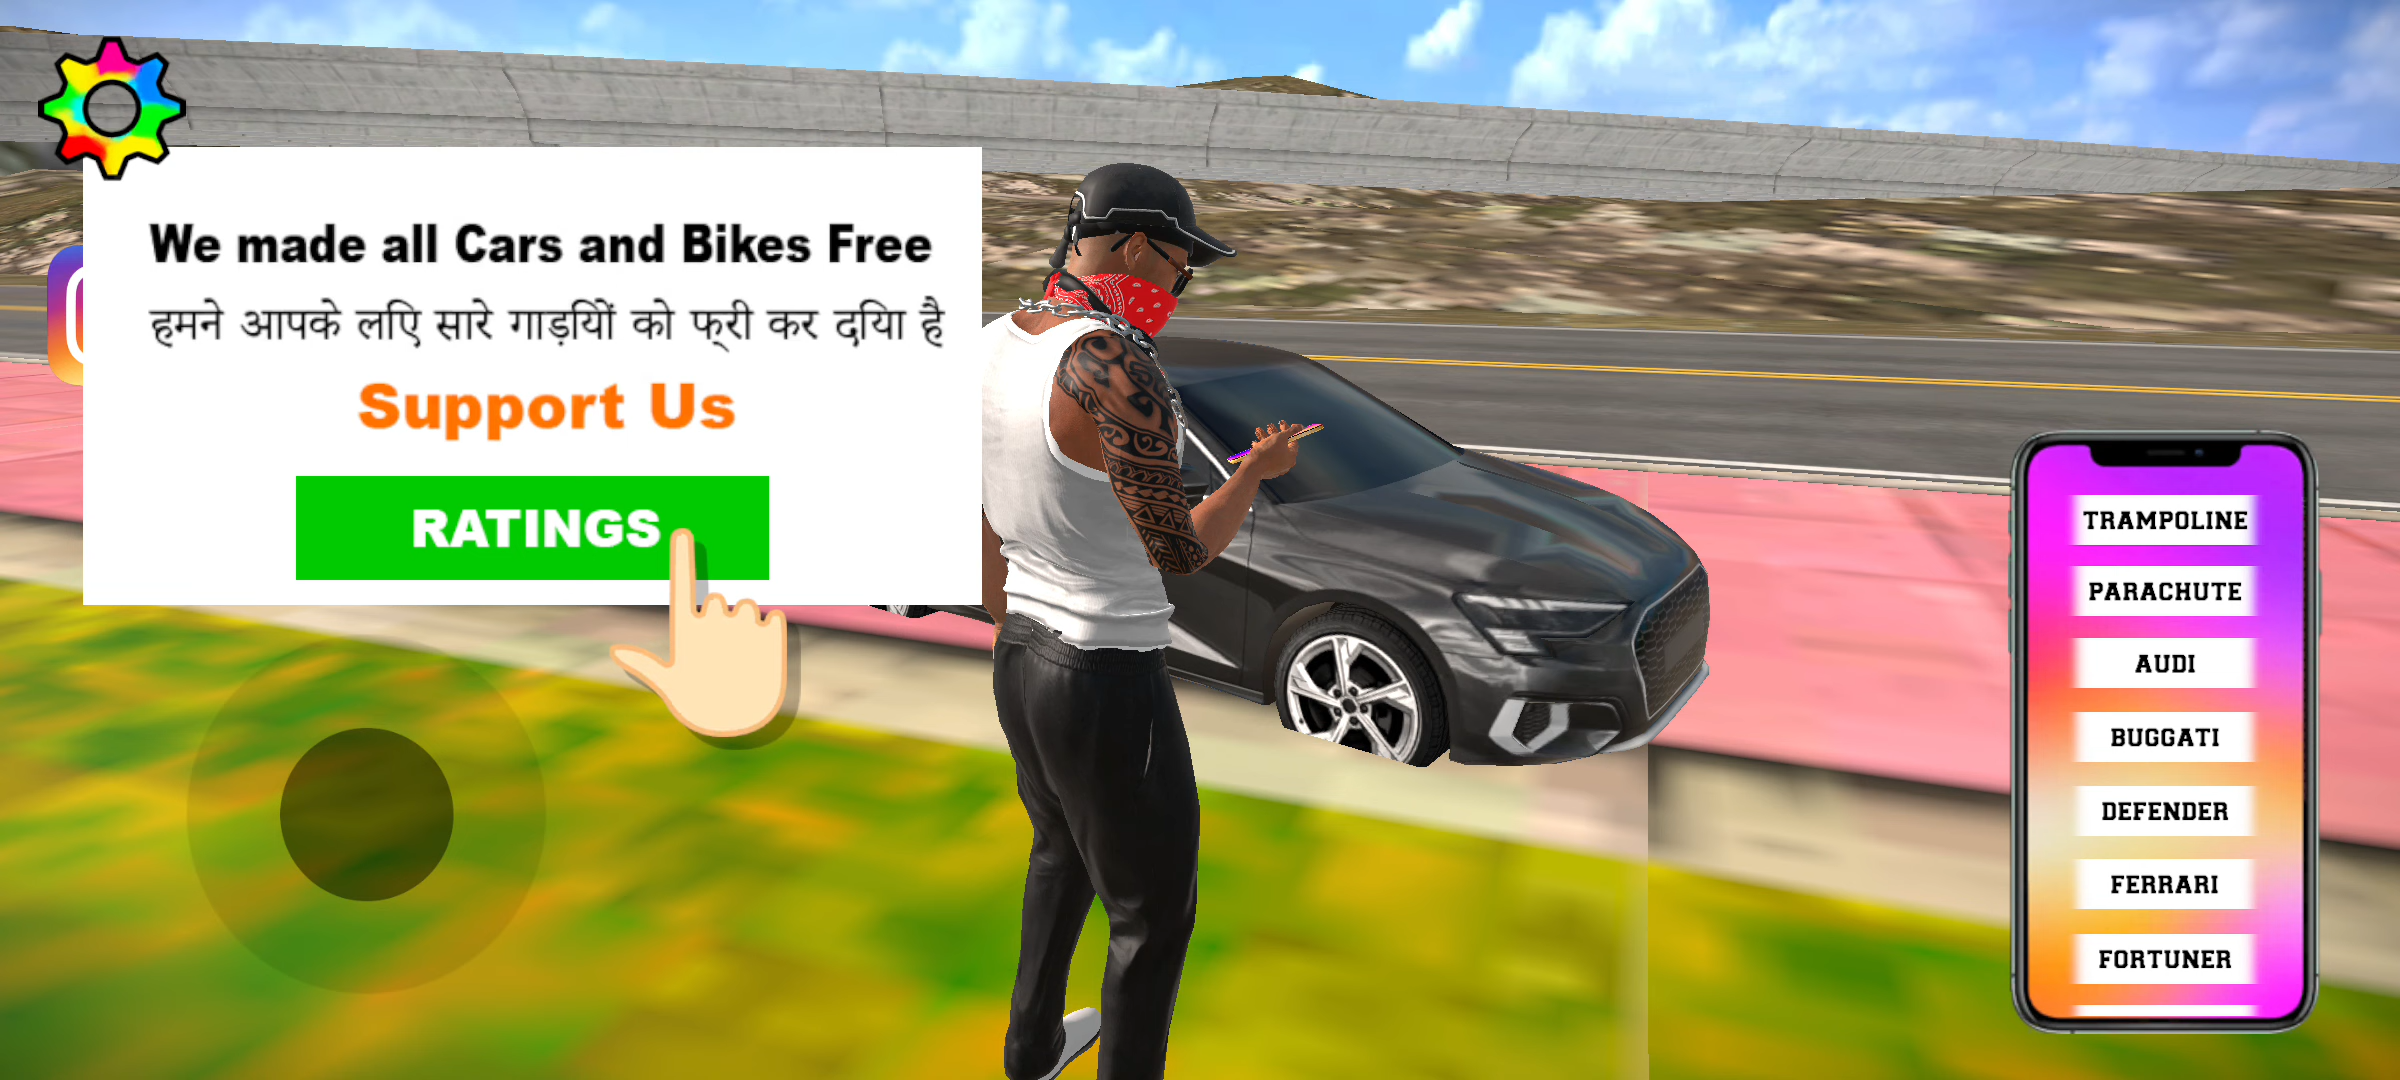 We made all Cars and Bikes Free
हमने आपके लिए सारे गाड़ियों को फ्री कर दिया है
Support Us
RATINGS
TRAMPOLINE
PARACHUTE
AUDI
BUGGATI
DEFENDER
FERRARI
FORTUNER